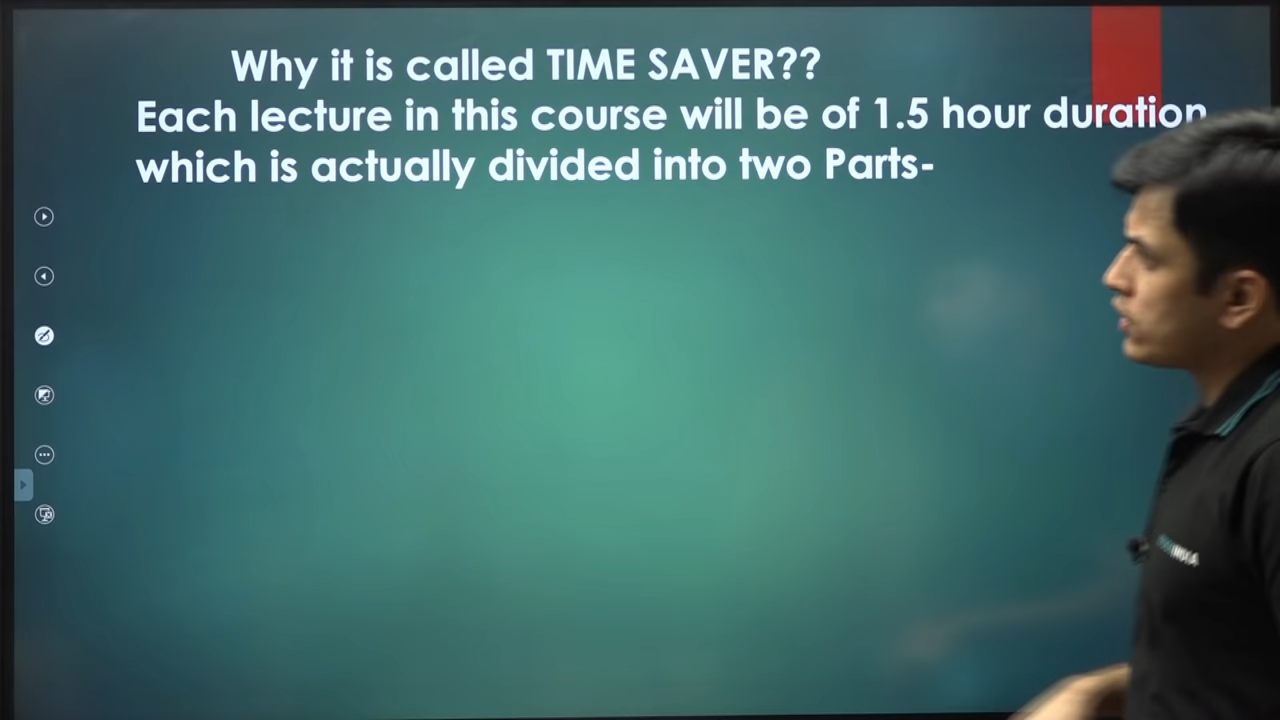 Why it is called TIME SAVER??
Each lecture in this course will be of 1.5 hour duration
which is actually divided into two Parts-